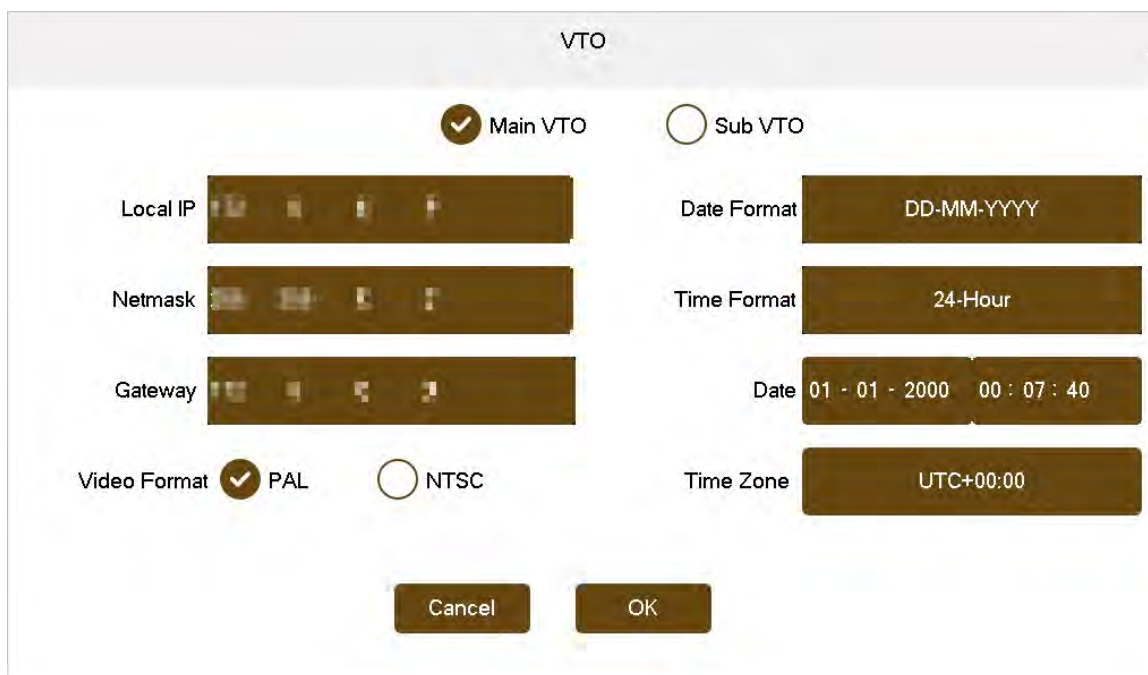 VTO
Main VTO Sub VTO
Local IP Date Format DD-MM-YYYY
Netmask Time Format 24-Hour
Gateway Date 01 - 01 - 2000 00 : 07 : 40
Video Format PAL NTSC Time Zone UTC+00:00
Cancel OK